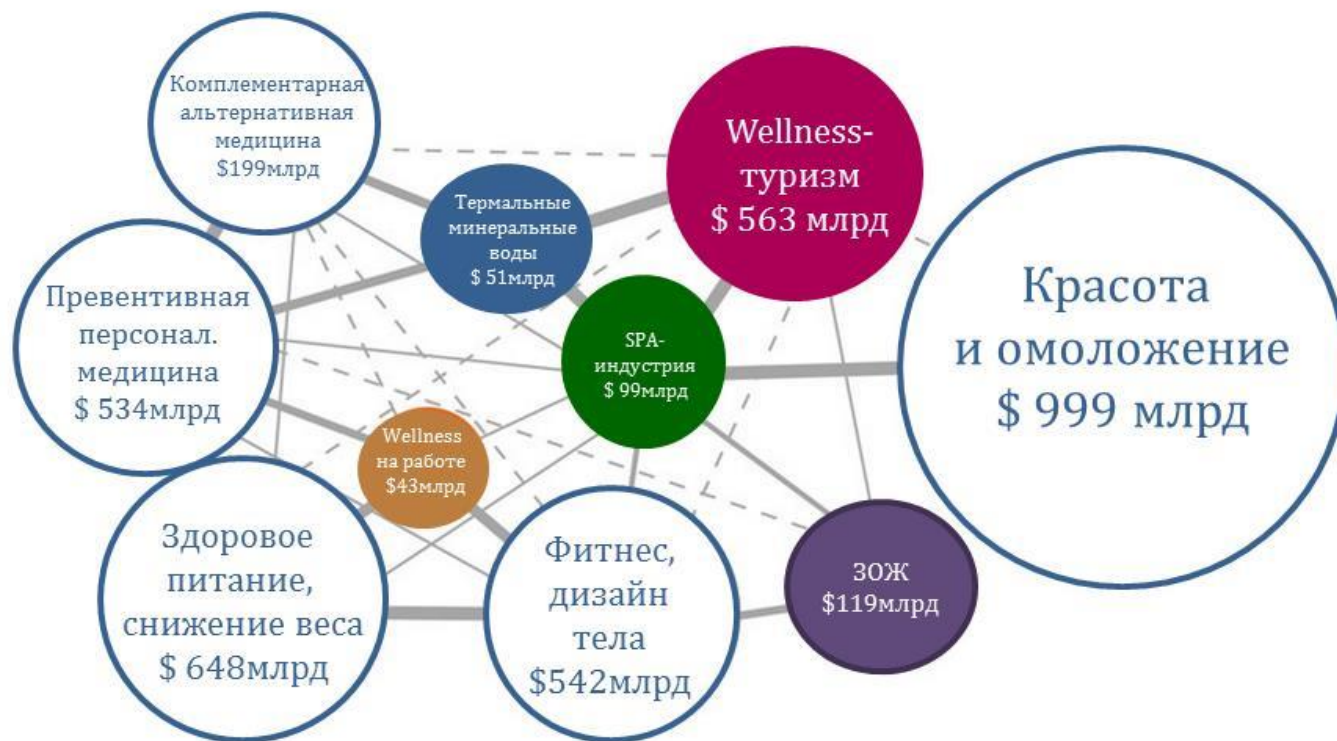 Комплементарная
альтернативная
медицина
$199млрд
Wellness-
туризм
$ 563 млрд
Термальные
минеральные
воды
$ 51млрд
Красота
и омоложение
$ 999 млрд
Превентивная
персонал.
медицина
$ 534млрд
SPA-
индустрия
$ 99млрд
Wellness
на работе
$43млрд
Здоровое
питание,
снижение веса
$ 648млрд
Фитнес,
дизайн
тела
$542млрд
ЗОЖ
$119млрд